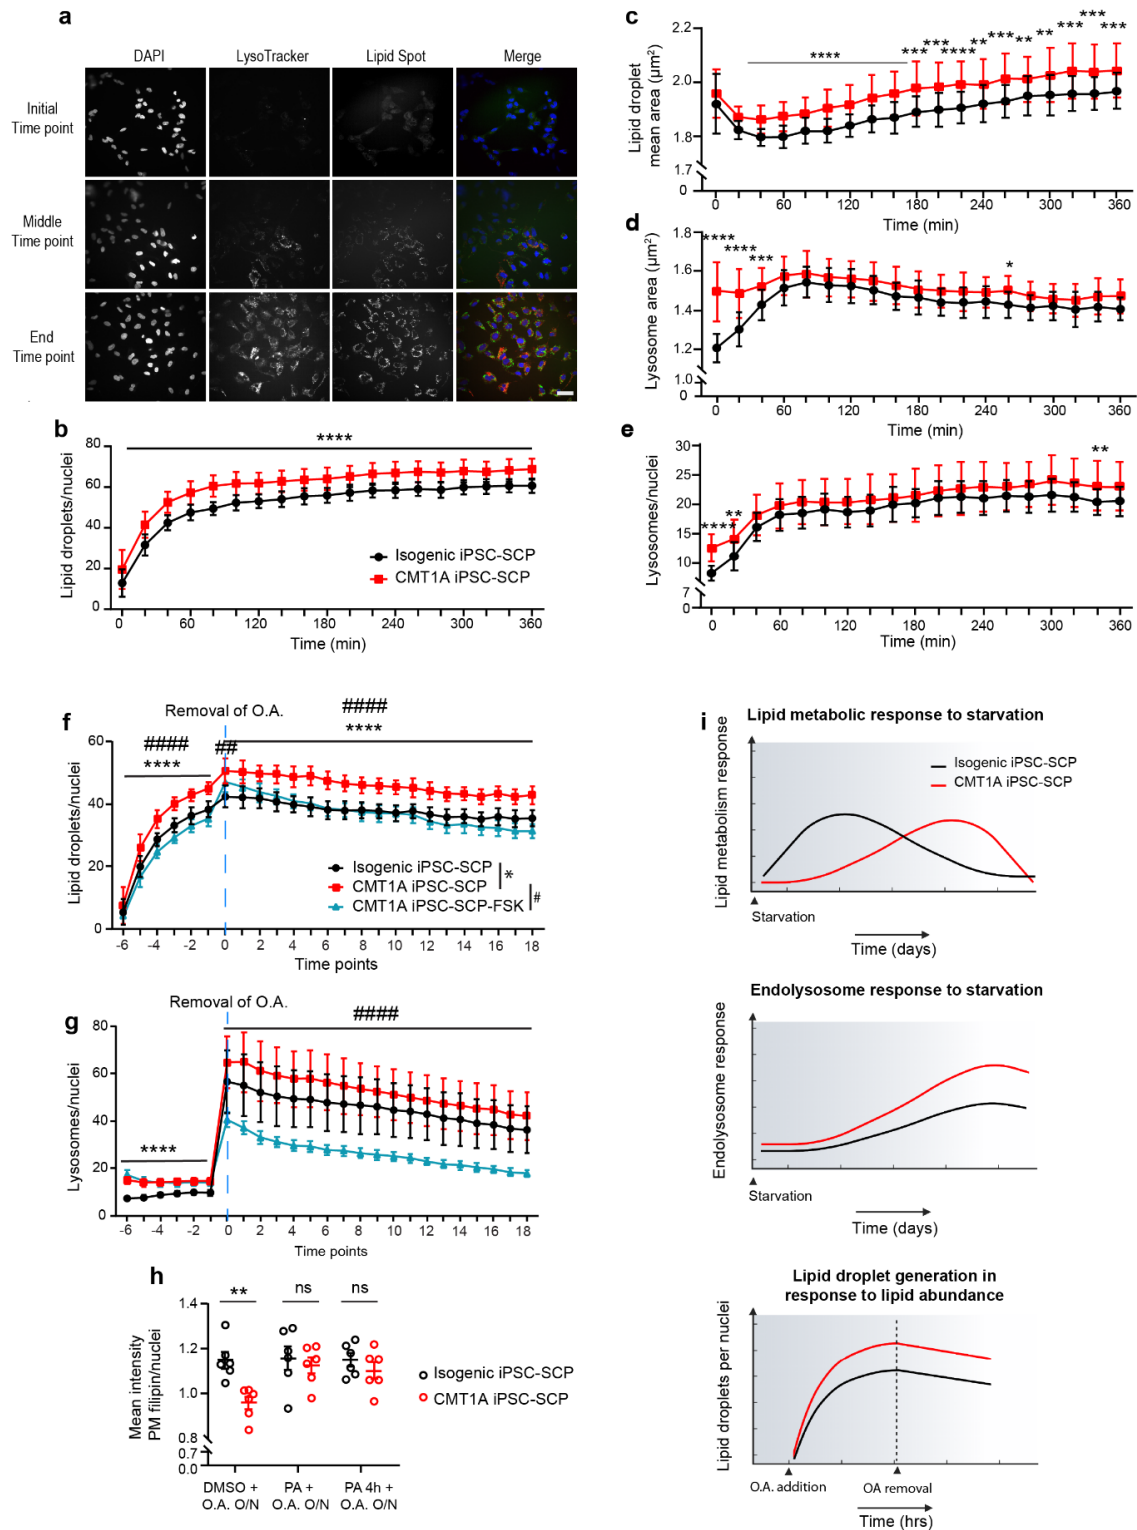 a
DAPI LysoTracker Lipid Spot Merge
Initial
Time point
Middle
Time point
End
Time point
b
****
Lipid droplets/nuclei
80
60
40
20
0
Isogenic iPSC-SCP
CMT1A iPSC-SCP
0 60 120 180 240 300 360
Time (min)
c
Lipid droplet
mean area (µm²)
2.2
2.0
1.8
1.7
0
**** *** *** **** ** *** ** ** *** *** ***
0 60 120 180 240 300 360
Time (min)
d
Lysosome area (µm²)
1.8
1.6
1.4
1.2
1.0
0
**** **** *** *
0 60 120 180 240 300 360
Time (min)
e
Lysosomes/nuclei
30
25
20
15
10
7
0
**** ** **
0 60 120 180 240 300 360
Time (min)
f
Removal of O.A.
####
****
##
####
****
Lipid droplets/nuclei
60
40
20
0
Isogenic iPSC-SCP
CMT1A iPSC-SCP
CMT1A iPSC-SCP-FSK
*
#
-6 -4 -2 0 2 4 6 8 10 12 14 16 18
Time points
g
Removal of O.A.
****
####
Lysosomes/nuclei
80
60
40
20
0
-6 -4 -2 0 2 4 6 8 10 12 14 16 18
Time points
h
** ns ns
Mean intensity
PM filipin/nuclei
1.4
1.2
1.0
0.8
0.7
0.0
Isogenic iPSC-SCP
CMT1A iPSC-SCP
DMSO + PA + PA 4h +
O.A. O/N O.A. O/N O.A. O/N
i
Lipid metabolic response to starvation
Lipid metabolism response
Isogenic iPSC-SCP
CMT1A iPSC-SCP
Starvation
Time (days)
Endolysosome response to starvation
Endolysosome response
Starvation
Time (days)
Lipid droplet generation in
response to lipid abundance
Lipid droplets per nuclei
O.A. addition OA removal
Time (hrs)